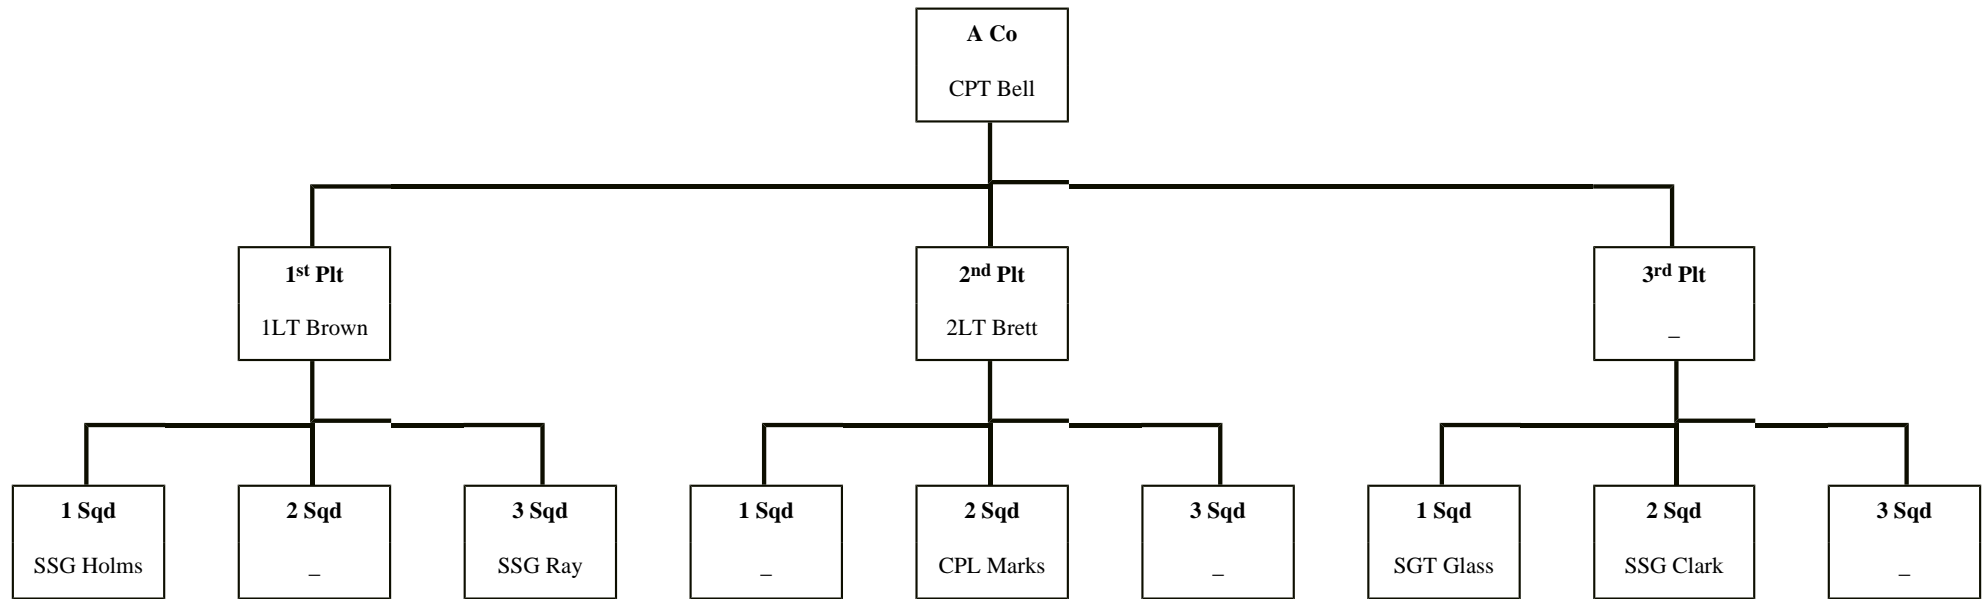 A Co
CPT Bell
1st Plt
1LT Brown
2nd Plt
2LT Brett
3rd Plt
_
1 Sqd
SSG Holms
2 Sqd
_
3 Sqd
SSG Ray
1 Sqd
_
2 Sqd
CPL Marks
3 Sqd
_
1 Sqd
SGT Glass
2 Sqd
SSG Clark
3 Sqd
_